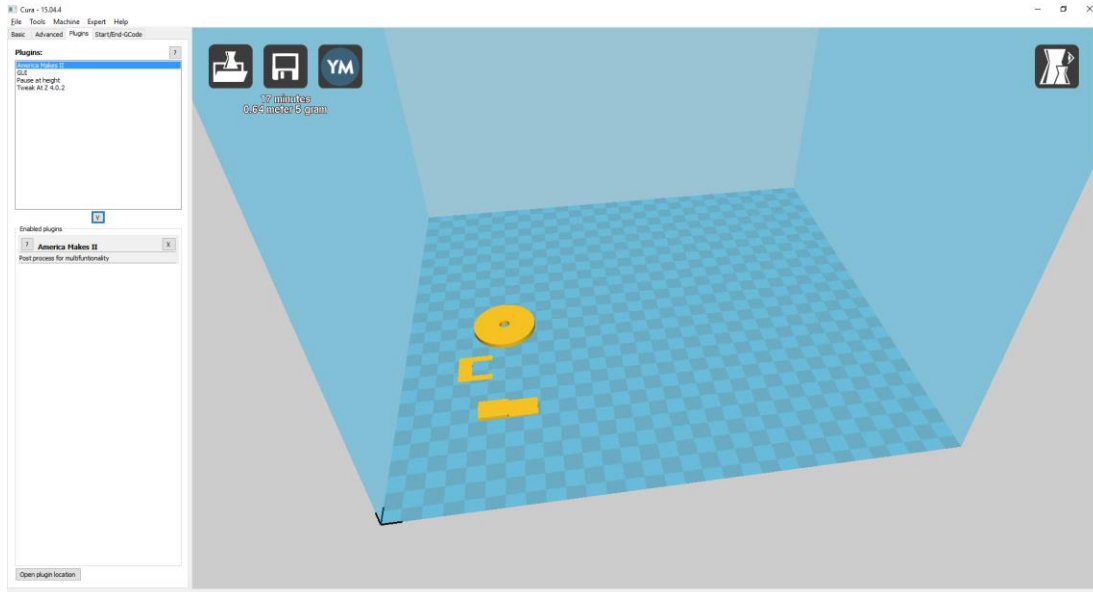 Cura - 15.04.4
File Tools Machine Expert Help
Basic Advanced Plugins Start/End-GCode
Plugins:
?
America Makes II
GUI
Pause at height
Tweak At Z 4.0.2
V
Enabled plugins
? America Makes II X
Post process for multifuntionality
Open plugin location
YM
17 minutes
0.64 meter 5 gram